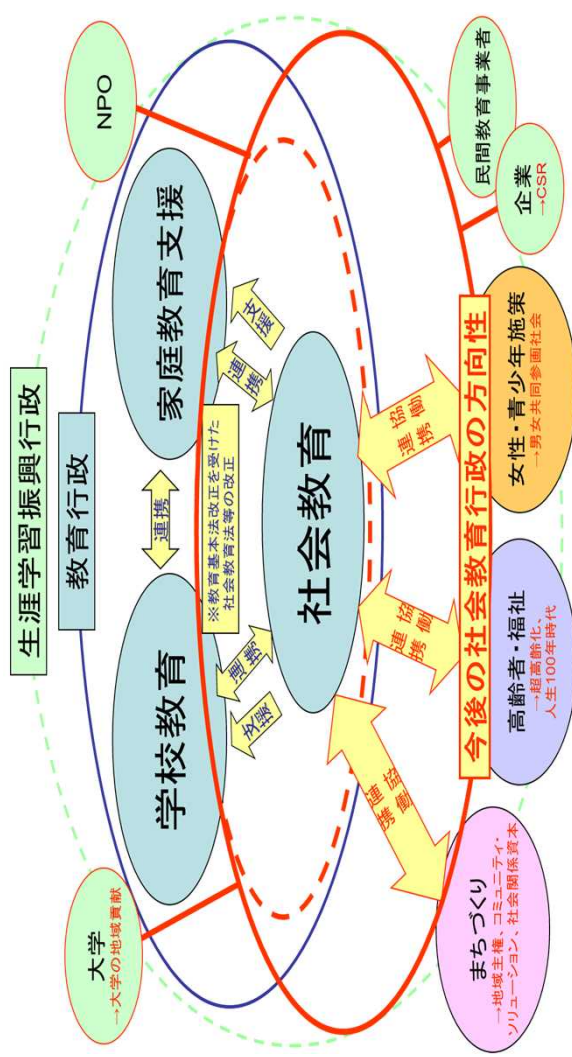 生涯学習振興行政
教育行政
大学
→大学の地域貢献
NPO
学校教育
連携
家庭教育支援
※教育基本法改正を受けた
社会教育法等の改正
支援
連携
連携
支援
社会教育
連携
協働
連携
協働
連携
協働
今後の社会教育行政の方向性
まちづくり
→地域主権、コミュニティ・
ソリューション、社会関係資本
高齢者・福祉
→超高齢化、
人生100年時代
女性・青少年施策
→男女共同参画社会
企業
→CSR
民間教育事業者